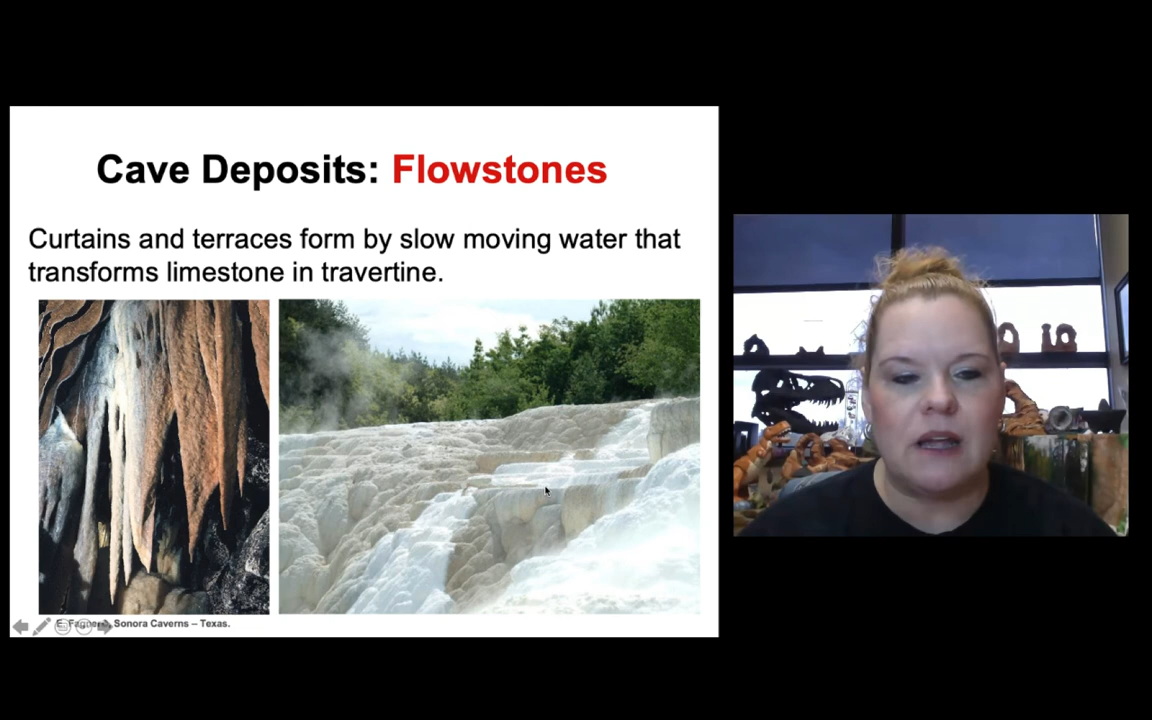 Cave Deposits: Flowstones
Curtains and terraces form by slow moving water that
transforms limestone in travertine.
Sonora Caverns – Texas.